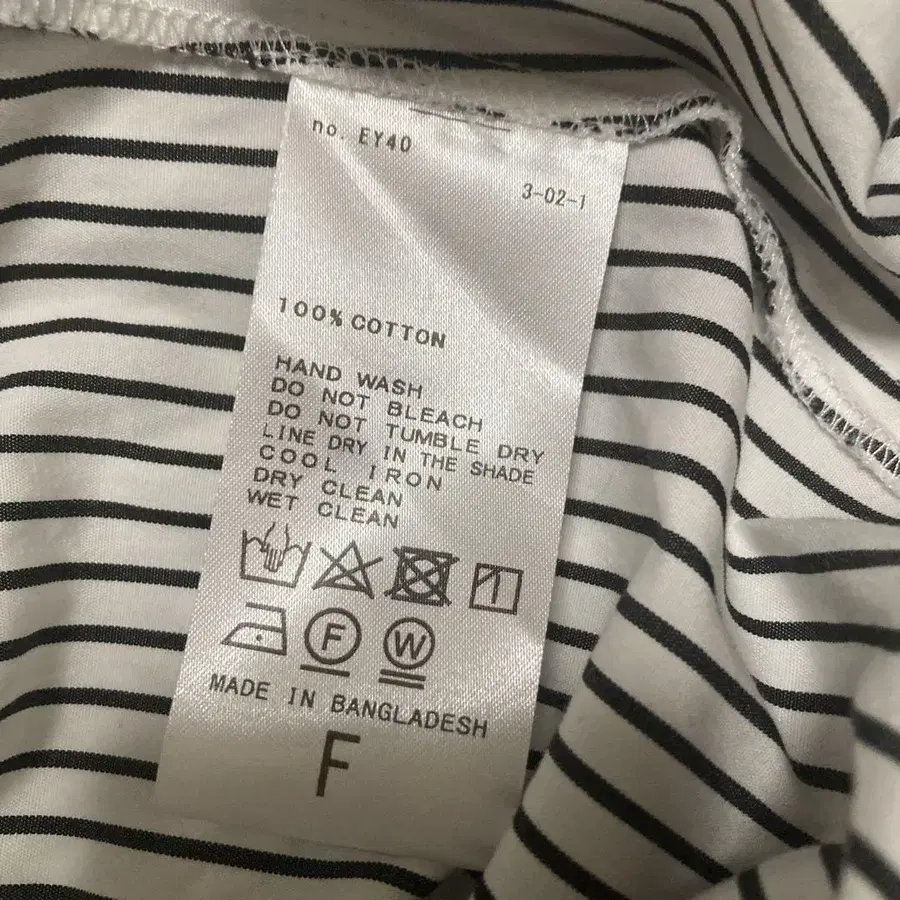 no. EY40
3-02-1
100% COTTON
HAND WASH
DO NOT BLEACH
DO NOT TUMBLE DRY
LINE DRY IN THE SHADE
COOL IRON
DRY CLEAN
WET CLEAN
F
W
MADE IN BANGLADESH
F